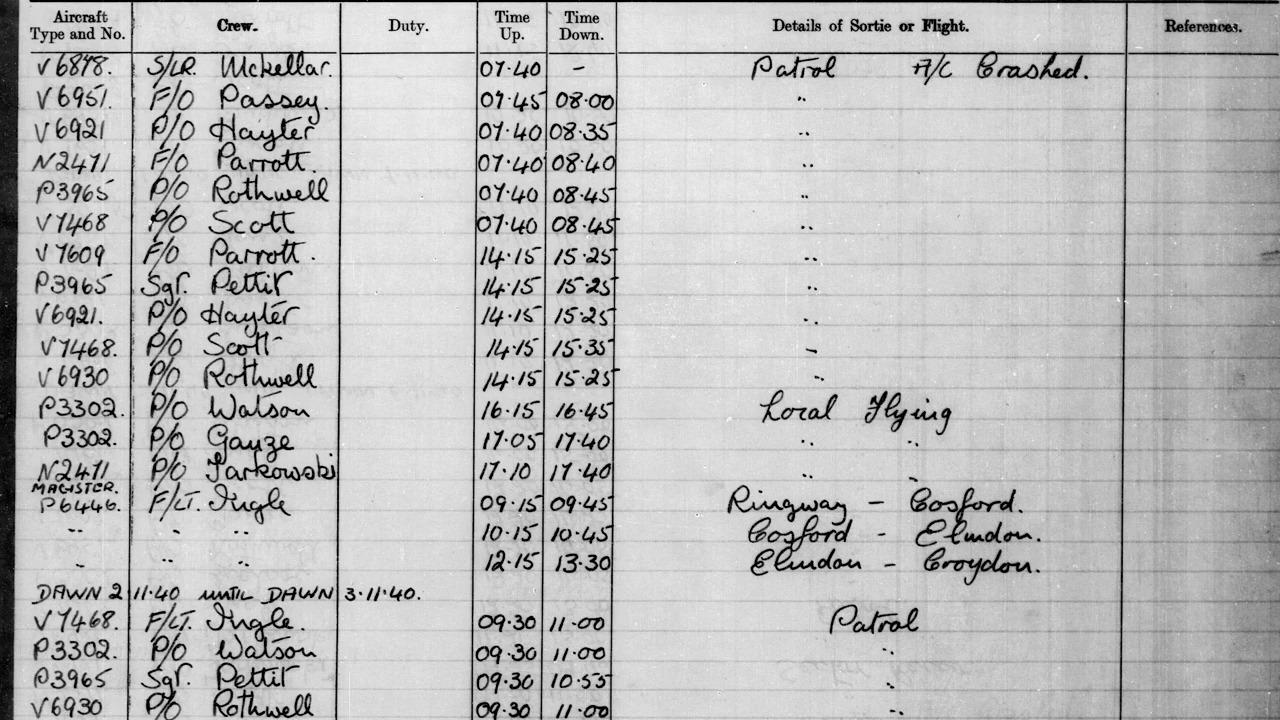 Aircraft Type and No. Crew. Duty. Time Up. Time Down. Details of Sortie or Flight. References.
V6878. S/LR. McKellar. 07.40 - Patrol A/C Crashed.
V6951. F/O Passey. 07.45 08.00 "
V6921 P/O Hayter 07.40 08.35 "
N2471 F/O Parrott. 07.40 08.40 "
P3965 P/O Rothwell 07.40 08.45 "
V7468 P/O Scott 07.40 08.45 "
V7609 F/O Parrott. 14.15 15.25 "
P3965 Sgt. Pettit 14.15 15.25 "
V6921. P/O Hayter 14.15 15.25 "
V7468. P/O Scott 14.15 15.35 "
V6930 P/O Rothwell 14.15 15.25 "
P3302. P/O Watson 16.15 16.45 Local Flying
P3302. P/O Gauze 17.05 17.40 " "
N2471 P/O Tarkowski 17.10 17.40 " "
MAGISTER.
P6446. F/LT. Ingle 09.15 09.45 Ringway - Cosford.
" " " 10.15 10.45 Cosford - Elmdon.
" " " 12.15 13.30 Elmdon - Croydon.
DAWN 2 11.40 UNTIL DAWN 3.11.40.
V7468. F/LT. Ingle. 09.30 11.00 Patrol
P3302. P/O Watson 09.30 11.00 "
P3965 Sgt. Pettit 09.30 10.55 "
V6930 P/O Rothwell 09.30 11.00 "